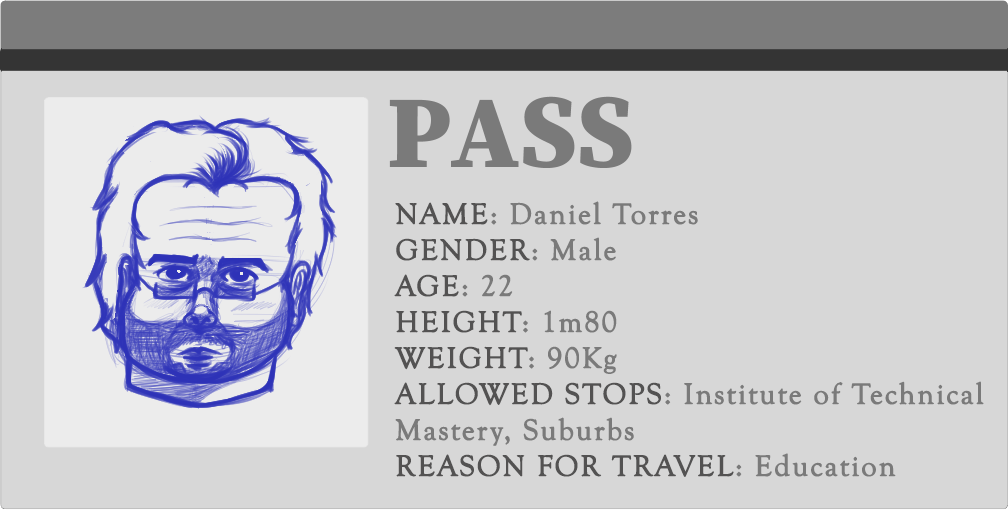 PASS
NAME: Daniel Torres
GENDER: Male
AGE: 22
HEIGHT: 1m80
WEIGHT: 90Kg
ALLOWED STOPS: Institute of Technical
Mastery, Suburbs
REASON FOR TRAVEL: Education